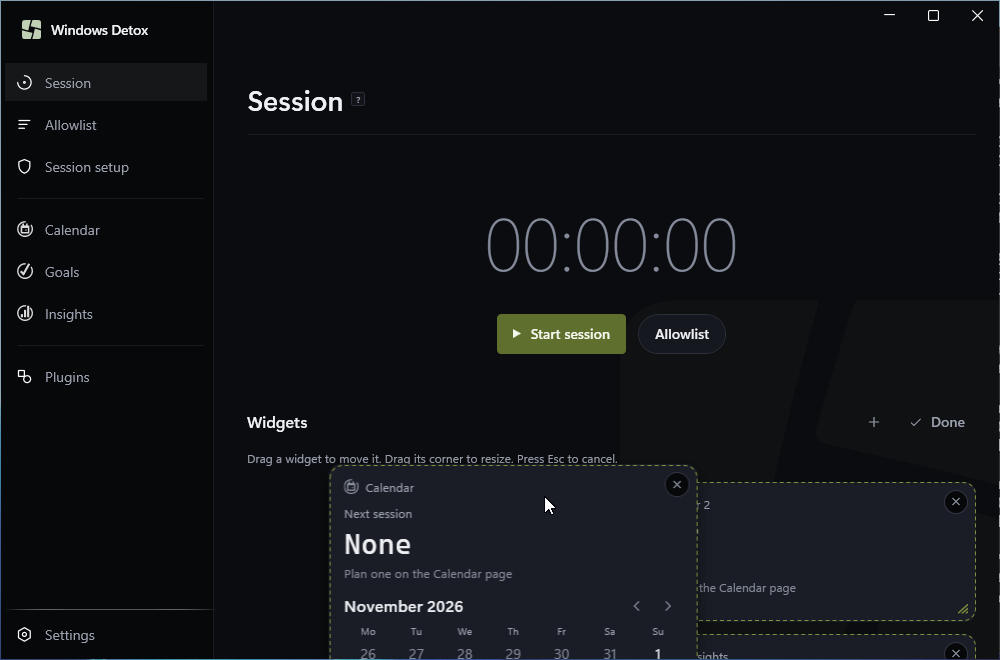 Windows Detox
Session
Allowlist
Session setup
Calendar
Goals
Insights
Plugins
Settings
Session ?
00:00:00
Start session
Allowlist
Widgets
Done
Drag a widget to move it. Drag its corner to resize. Press Esc to cancel.
Calendar
Next session
None
Plan one on the Calendar page
November 2026
Mo Tu We Th Fr Sa Su
26 27 28 29 30 31 1
2
the Calendar page
sights